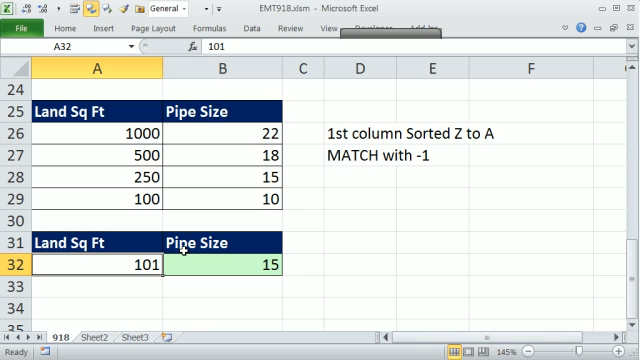 EMT918.xlsm - Microsoft Excel
General
File Home Insert Page Layout Formulas Data Review View Developer Add-Ins
A32 fx 101
A B C D E F
24
25 Land Sq Ft Pipe Size
26 1000 22 1st column Sorted Z to A
27 500 18 MATCH with -1
28 250 15
29 100 10
30
31 Land Sq Ft Pipe Size
32 101 15
33
34
35
918 Sheet2 Sheet3
Ready 145%